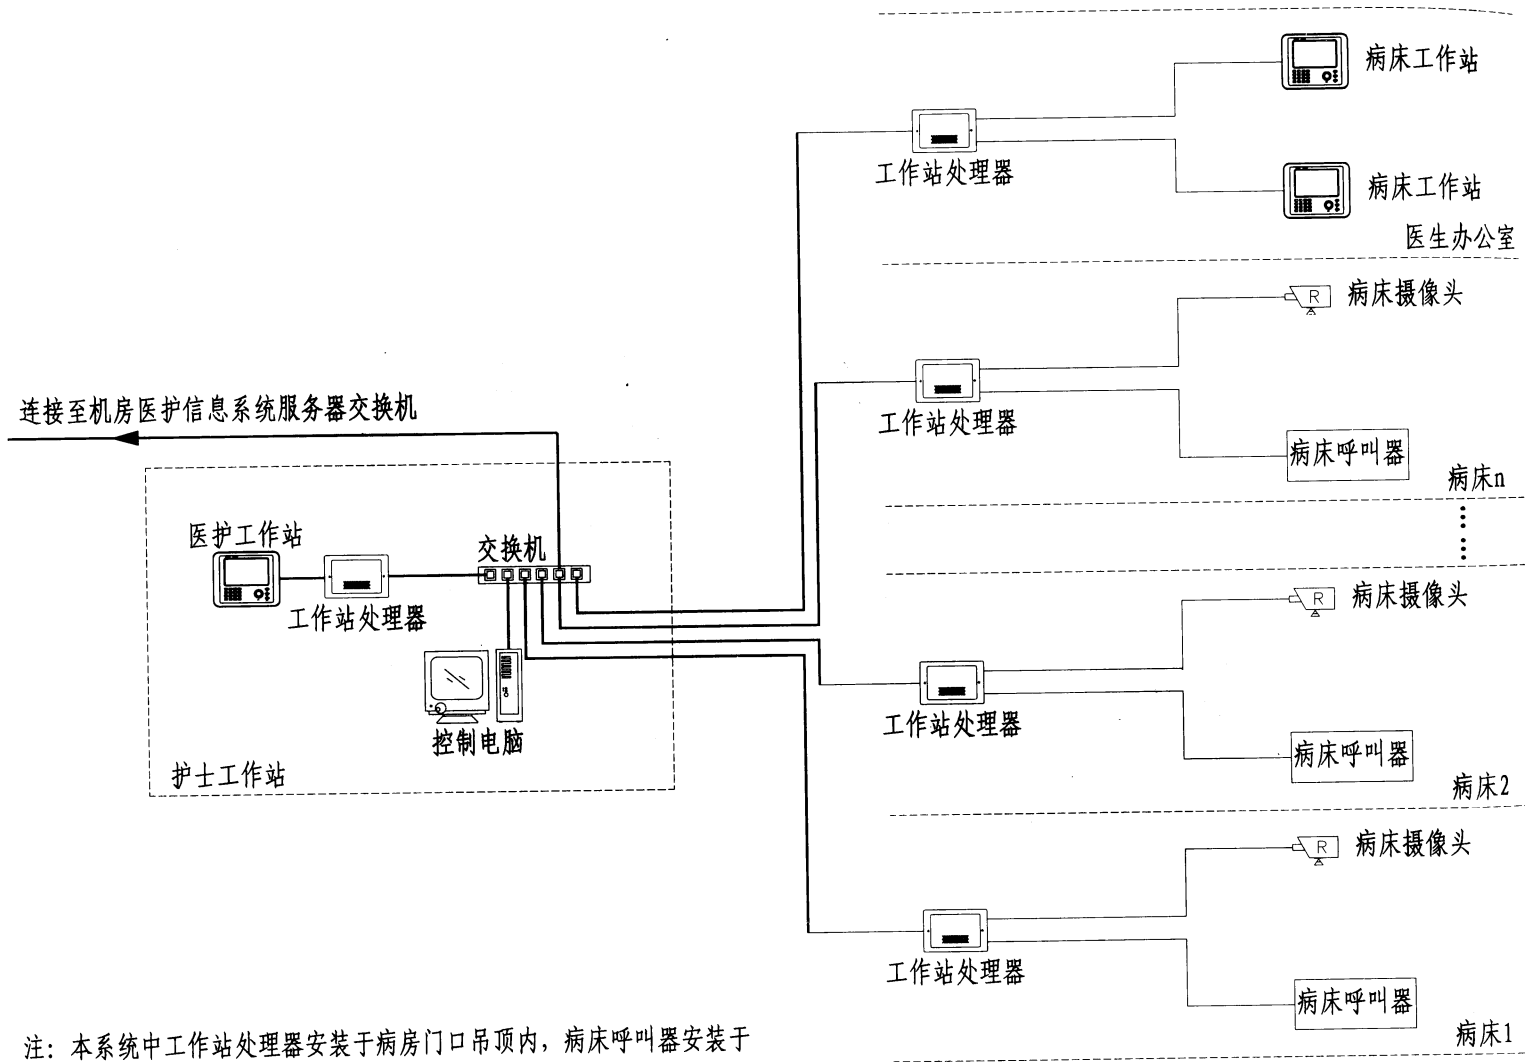 病床工作站
工作站处理器
病床工作站
医生办公室
病床摄像头
连接至机房医护信息系统服务器交换机
工作站处理器
病床呼叫器
病床n
医护工作站
交换机
工作站处理器
R
病床摄像头
R
工作站处理器
控制电脑
护士工作站
病床呼叫器
病床2
R
病床摄像头
工作站处理器
病床呼叫器
病床1
注：本系统中工作站处理器安装于病房门口吊顶内，病床呼叫器安装于